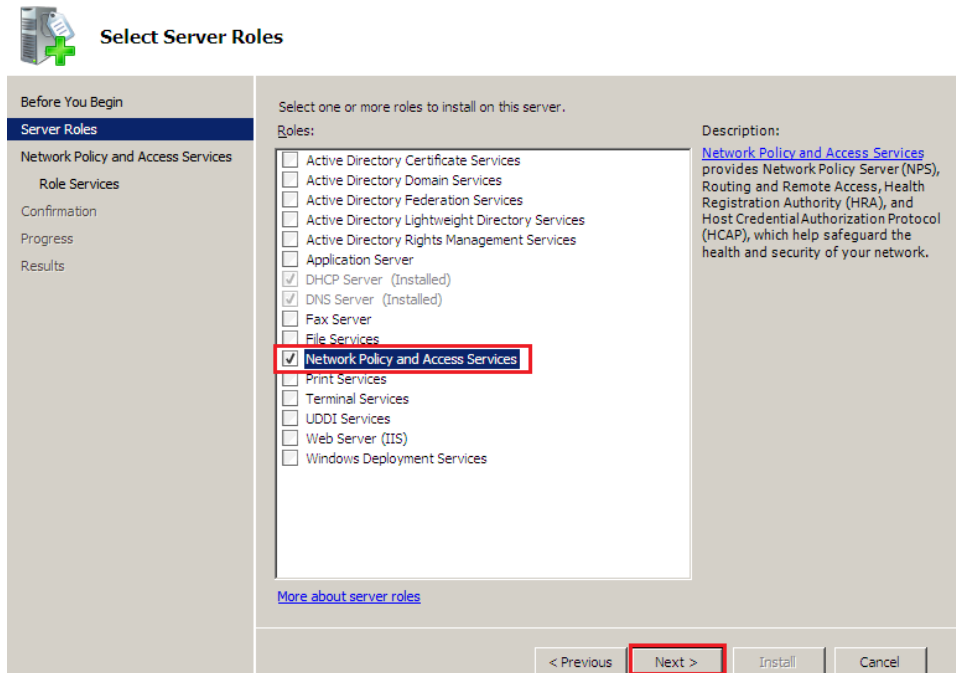 Select Server Roles
Before You Begin
Server Roles
Network Policy and Access Services
Role Services
Confirmation
Progress
Results
Select one or more roles to install on this server.
Roles:
Active Directory Certificate Services
Active Directory Domain Services
Active Directory Federation Services
Active Directory Lightweight Directory Services
Active Directory Rights Management Services
Application Server
DHCP Server (Installed)
DNS Server (Installed)
Fax Server
File Services
Network Policy and Access Services
Print Services
Terminal Services
UDDI Services
Web Server (IIS)
Windows Deployment Services
More about server roles
Description:
Network Policy and Access Services
provides Network Policy Server (NPS),
Routing and Remote Access, Health
Registration Authority (HRA), and
Host Credential Authorization Protocol
(HCAP), which help safeguard the
health and security of your network.
< Previous
Next >
Install
Cancel